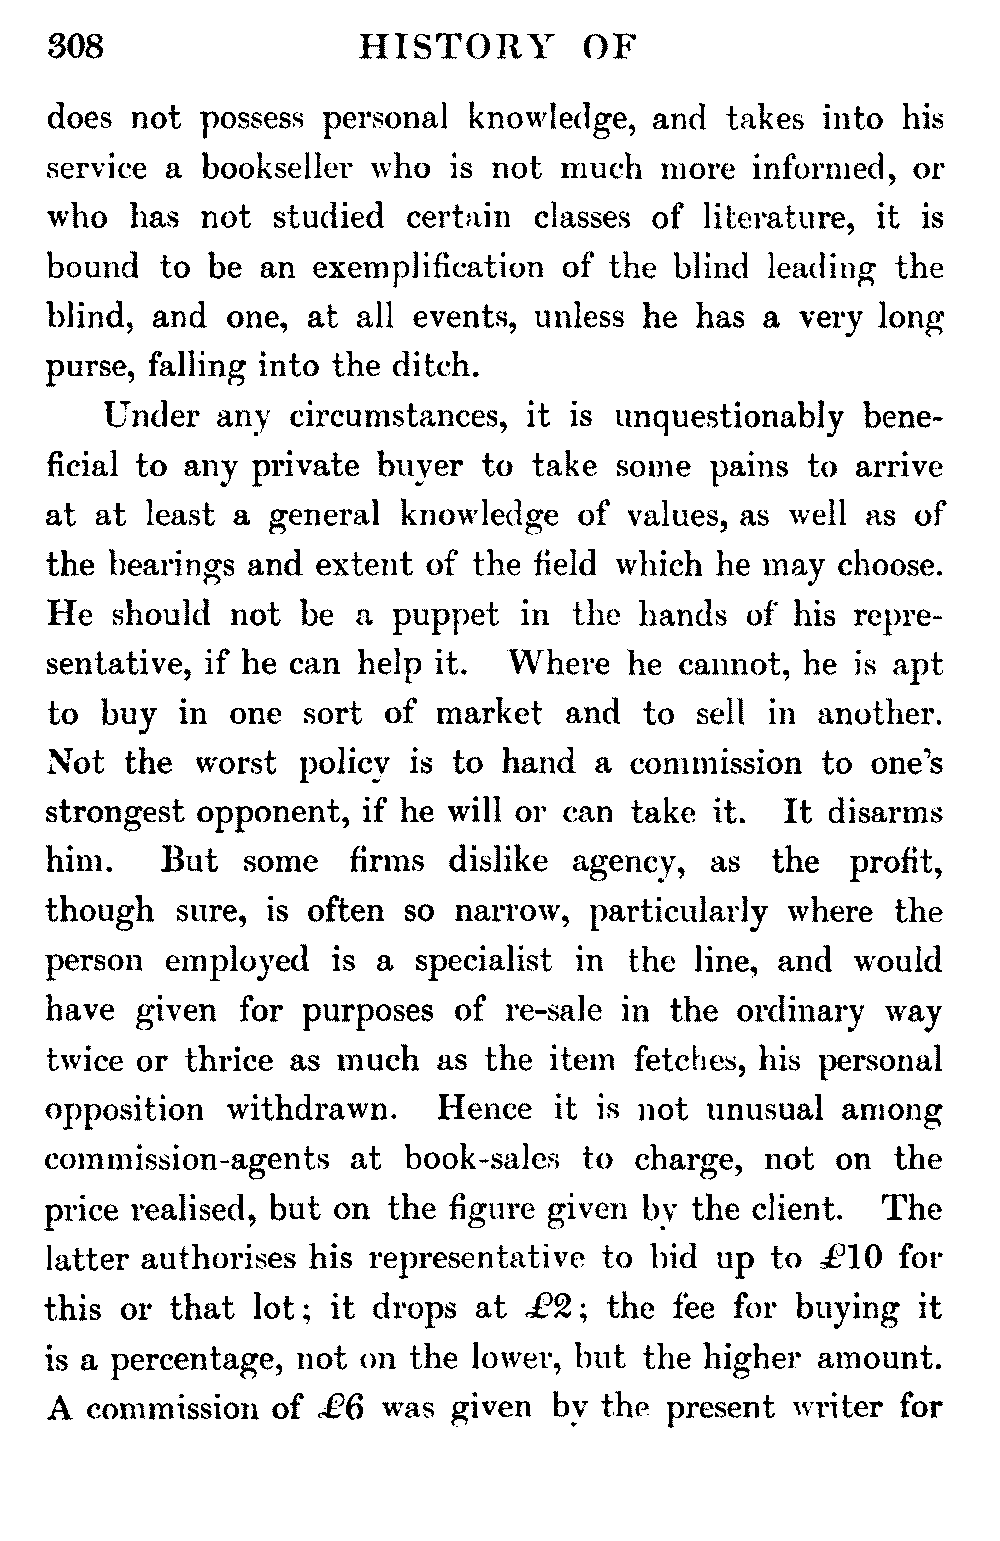 308 HISTORY OF
does not possess personal knowledge, and takes into his
service a bookseller who is not much more informed, or
who has not studied certain classes of literature, it is
bound to be an exemplification of the blind leading the
blind, and one, at all events, unless he has a very long
purse, falling into the ditch.
Under any circumstances, it is unquestionably bene-
ficial to any private buyer to take some pains to arrive
at at least a general knowledge of values, as well as of
the bearings and extent of the field which he may choose.
He should not be a puppet in the hands of his repre-
sentative, if he can help it. Where he cannot, he is apt
to buy in one sort of market and to sell in another.
Not the worst policy is to hand a commission to one's
strongest opponent, if he will or can take it. It disarms
him. But some firms dislike agency, as the profit,
though sure, is often so narrow, particularly where the
person employed is a specialist in the line, and would
have given for purposes of re-sale in the ordinary way
twice or thrice as much as the item fetches, his personal
opposition withdrawn. Hence it is not unusual among
commission-agents at book-sales to charge, not on the
price realised, but on the figure given by the client. The
latter authorises his representative to bid up to £10 for
this or that lot; it drops at £2; the fee for buying it
is a percentage, not on the lower, but the higher amount.
A commission of £6 was given by the present writer for